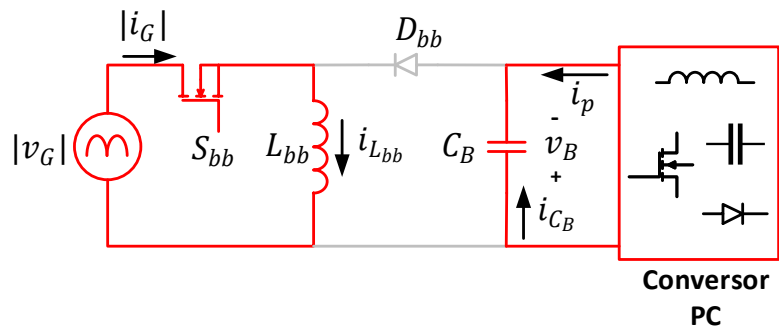 |i_G|
D_bb
i_p
|v_G|
S_bb
L_bb
i_L_bb
C_B
-
v_B
+
i_C_B
Conversor
PC